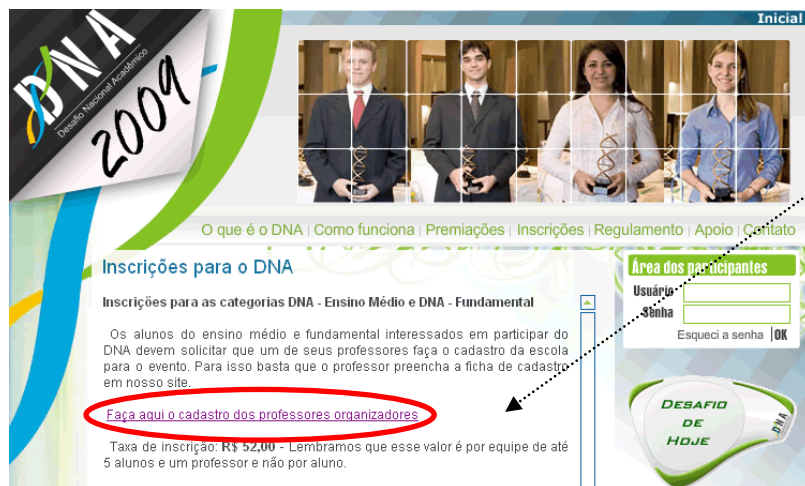 Inicial
DNA
Desafio Nacional Acadêmico
2009
O que é o DNA | Como funciona | Premiações | Inscrições | Regulamento | Apoio | Contato
Inscrições para o DNA
Inscrições para as categorias DNA - Ensino Médio e DNA - Fundamental
Os alunos do ensino médio e fundamental interessados em participar do
DNA devem solicitar que um de seus professores faça o cadastro da escola
para o evento. Para isso basta que o professor preencha a ficha de cadastro
em nosso site.
Faça aqui o cadastro dos professores organizadores
Taxa de inscrição: R$ 52,00 - Lembramos que esse valor é por equipe de até
5 alunos e um professor e não por aluno.
Área dos participantes
Usuário
Senha
Esqueci a senha | OK
DESAFIO
DE
HOJE
DNA